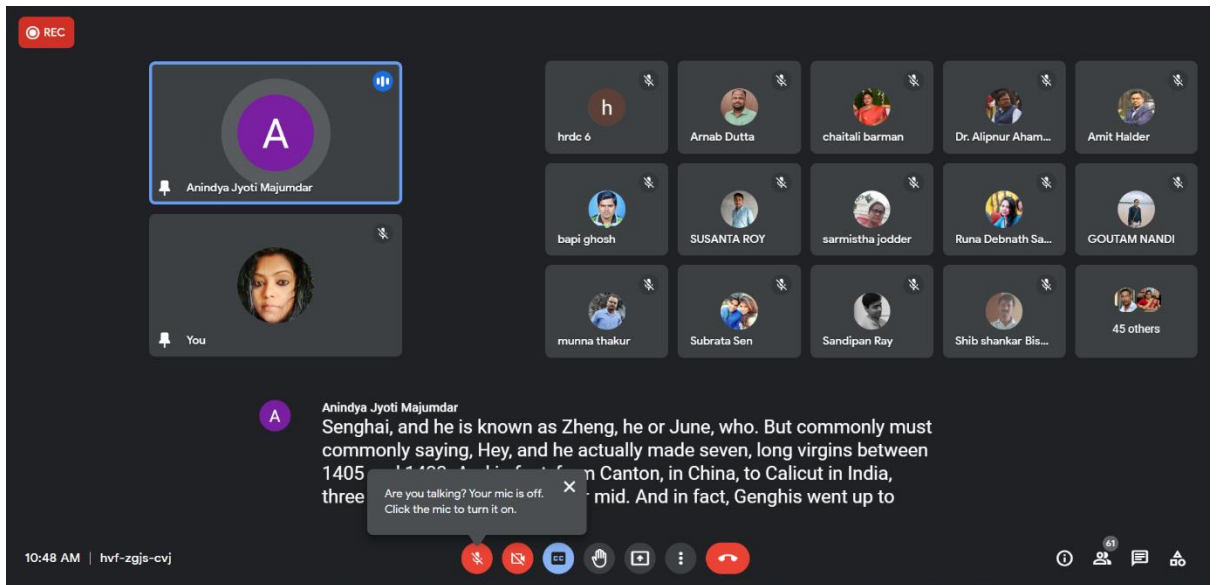 REC
A
Anindya Jyoti Majumdar
You
h
hrdc 6
Arnab Dutta
chaitali barman
Dr. Alipnur Aham...
Amit Halder
bapi ghosh
SUSANTA ROY
sarmistha jodder
Runa Debnath Sa...
GOUTAM NANDI
munna thakur
Subrata Sen
Sandipan Ray
Shib shankar Bis...
45 others
A
Anindya Jyoti Majumdar
Senghai, and he is known as Zheng, he or June, who. But commonly must
commonly saying, Hey, and he actually made seven, long virgins between
1405 Canton, in China, to Calicut in India,
three mid. And in fact, Genghis went up to
Are you talking? Your mic is off.
Click the mic to turn it on.
10:48 AM | hvf-zgjs-cvj
CC
61